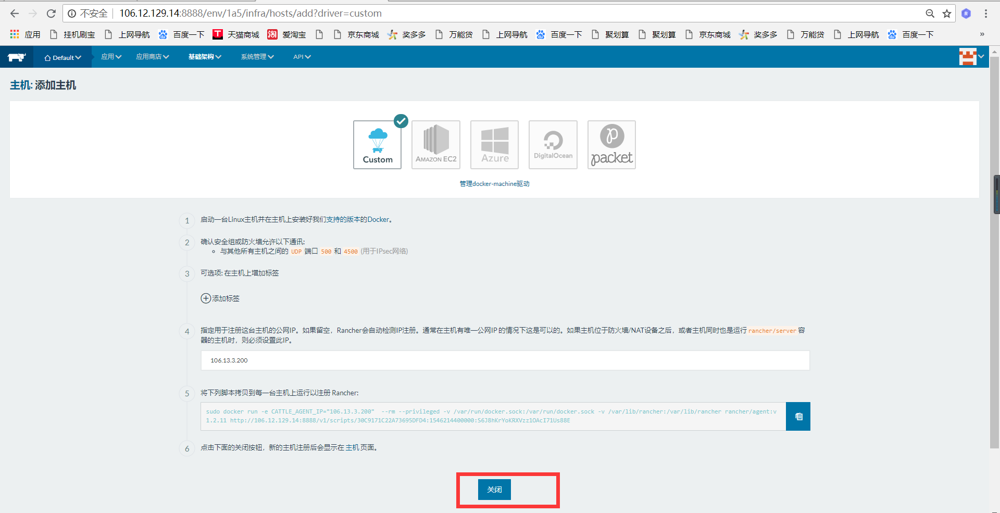 不安全 106.12.129.14:8888/env/1a5/infra/hosts/add?driver=custom R
应用 挂机刷宝 上网导航 百度一下 T 天猫商城 淘 爱淘宝 京东商城 奖多多 万能贷 上网导航 百度一下 聚划算 聚划算 京东商城 奖多多 万能贷 上网导航 百度一下 »
Default 应用 应用商店 基础架构 系统管理 API
主机: 添加主机
Custom
AMAZON EC2
Azure
DigitalOcean
packet
管理docker-machine驱动
1 启动一台Linux主机并在主机上安装好我们支持的版本的Docker。
2 确认安全组或防火墙允许以下通讯:
与其他所有主机之间的 UDP 端口 500 和 4500 (用于IPsec网络)
3 可选项: 在主机上增加标签
添加标签
4 指定用于注册这台主机的公网IP。如果留空，Rancher会自动检测IP注册。通常在主机有唯一公网IP 的情况下这是可以的。如果主机位于防火墙/NAT设备之后，或者主机同时也是运行 rancher/server 容
器的主机时，则必须设置此IP。
106.13.3.200
5 将下列脚本拷贝到每一台主机上运行以注册 Rancher:
sudo docker run -e CATTLE_AGENT_IP="106.13.3.200"  --rm --privileged -v /var/run/docker.sock:/var/run/docker.sock -v /var/lib/rancher:/var/lib/rancher rancher/agent:v
1.2.11 http://106.12.129.14:8888/v1/scripts/30C9171C22A73695DFD4:1546214400000:S6J8hKrYoKRXVzz1OAcI71Us88E
6 点击下面的关闭按钮，新的主机注册后会显示在 主机 页面。
关闭